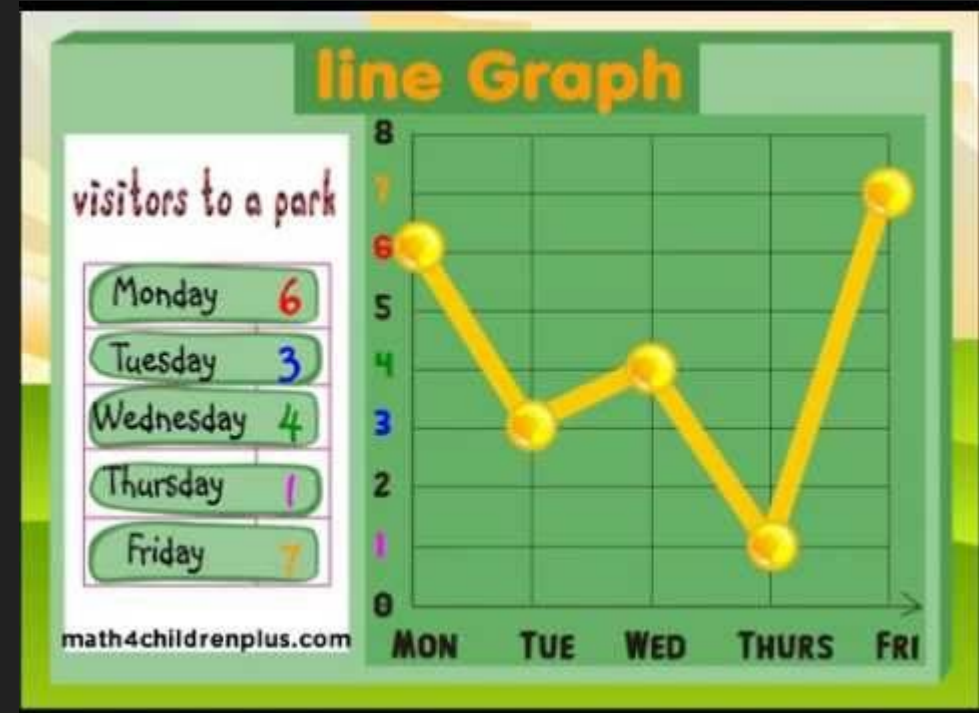 line Graph
visitors to a park
Monday 6
Tuesday 3
Wednesday 4
Thursday 1
Friday 7
math4childrenplus.com
8
7
6
5
4
3
2
1
0
MON TUE WED THURS FRI